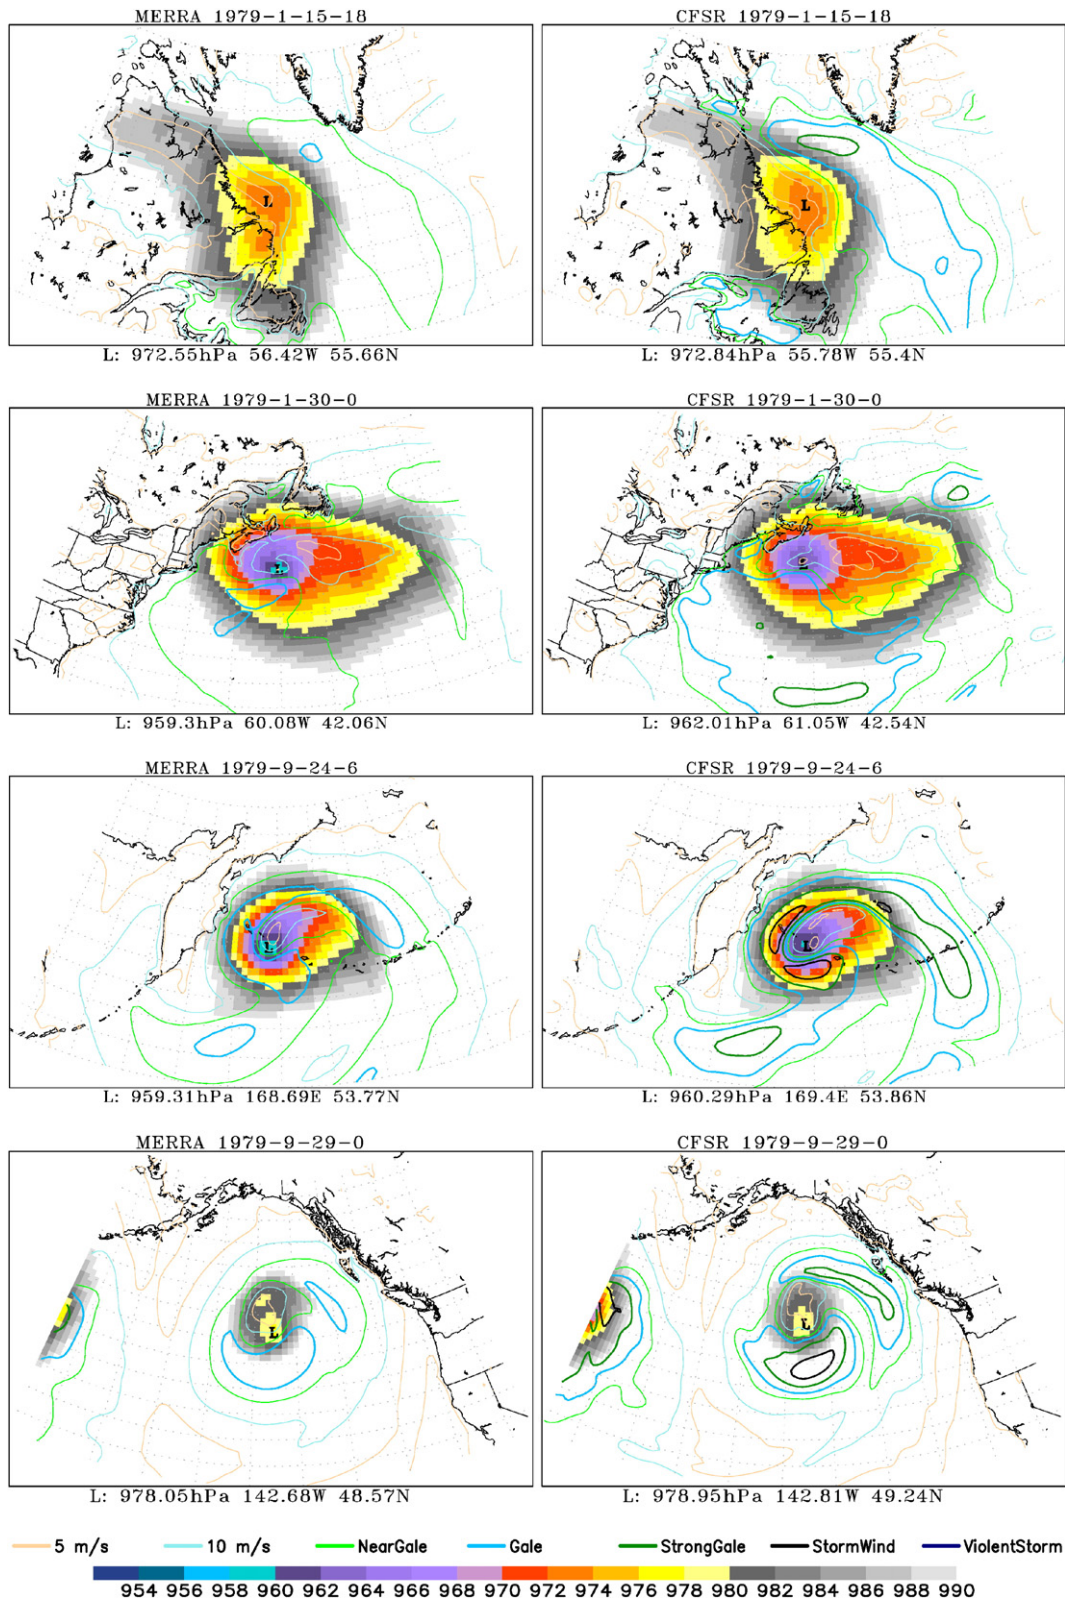 MERRA 1979-1-15-18
CFSR 1979-1-15-18
L
L
L: 972.55hPa 56.42W 55.66N
L: 972.84hPa 55.78W 55.4N
MERRA 1979-1-30-0
CFSR 1979-1-30-0
L: 959.3hPa 60.08W 42.06N
L: 962.01hPa 61.05W 42.54N
MERRA 1979-9-24-6
CFSR 1979-9-24-6
L
L
L: 959.31hPa 168.69E 53.77N
L: 960.29hPa 169.4E 53.86N
MERRA 1979-9-29-0
CFSR 1979-9-29-0
L
L
L: 978.05hPa 142.68W 48.57N
L: 978.95hPa 142.81W 49.24N
5 m/s 10 m/s NearGale Gale StrongGale StormWind ViolentStorm
954 956 958 960 962 964 966 968 970 972 974 976 978 980 982 984 986 988 990